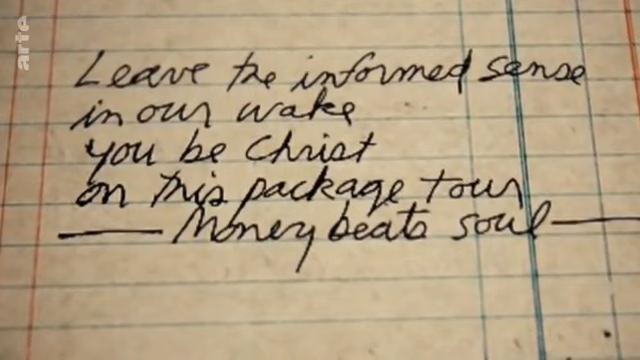 arte
Leave the informed sense
in our wake
you be Christ
on this package tour
— Money beats soul —